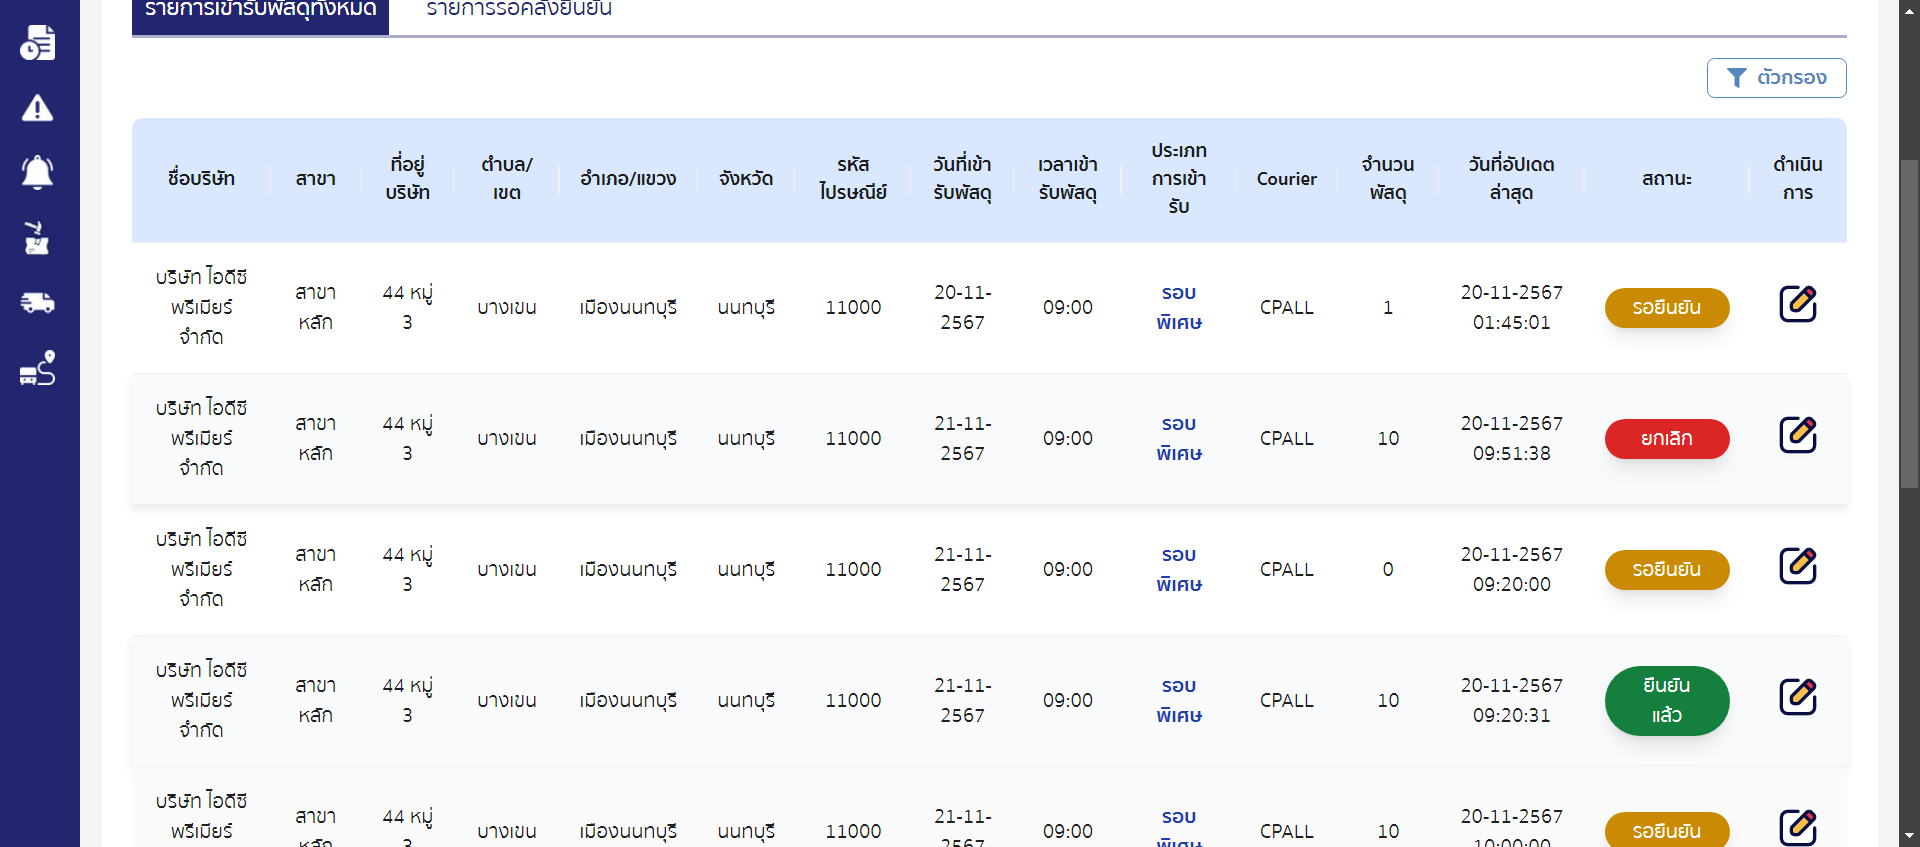 รายการเข้ารับพัสดุทั้งหมด
รายการรอคลังยืนยัน
ตัวกรอง
ชื่อบริษัท
สาขา
ที่อยู่
บริษัท
ตำบล/
เขต
อำเภอ/แขวง
จังหวัด
รหัส
ไปรษณีย์
วันที่เข้า
รับพัสดุ
เวลาเข้า
รับพัสดุ
ประเภท
การเข้า
รับ
Courier
จำนวน
พัสดุ
วันที่อัปเดต
ล่าสุด
สถานะ
ดำเนิน
การ
บริษัท ไอดีซี
พรีเมียร์
จำกัด
สาขา
หลัก
44 หมู่
3
บางเขน
เมืองนนทบุรี
นนทบุรี
11000
20-11-
2567
09:00
รอบ
พิเศษ
CPALL
1
20-11-2567
01:45:01
รอยืนยัน
บริษัท ไอดีซี
พรีเมียร์
จำกัด
สาขา
หลัก
44 หมู่
3
บางเขน
เมืองนนทบุรี
นนทบุรี
11000
21-11-
2567
09:00
รอบ
พิเศษ
CPALL
10
20-11-2567
09:51:38
ยกเลิก
บริษัท ไอดีซี
พรีเมียร์
จำกัด
สาขา
หลัก
44 หมู่
3
บางเขน
เมืองนนทบุรี
นนทบุรี
11000
21-11-
2567
09:00
รอบ
พิเศษ
CPALL
0
20-11-2567
09:20:00
รอยืนยัน
บริษัท ไอดีซี
พรีเมียร์
จำกัด
สาขา
หลัก
44 หมู่
3
บางเขน
เมืองนนทบุรี
นนทบุรี
11000
21-11-
2567
09:00
รอบ
พิเศษ
CPALL
10
20-11-2567
09:20:31
ยืนยัน
แล้ว
บริษัท ไอดีซี
พรีเมียร์
สาขา
หลัก
44 หมู่
3
บางเขน
เมืองนนทบุรี
นนทบุรี
11000
21-11-
2567
09:00
รอบ
พิเศษ
CPALL
10
20-11-2567
10:00:00
รอยืนยัน